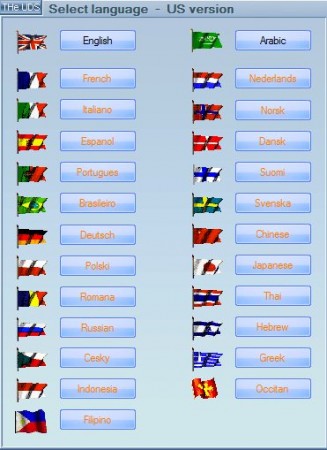 THe UDS Select language - US version
English Arabic
French Nederlands
Italiano Norsk
Espanol Dansk
Portugues Suomi
Brasileiro Svenska
Deutsch Chinese
Polski Japanese
Romana Thai
Russian Hebrew
Cesky Greek
Indonesia Occitan
Filipino